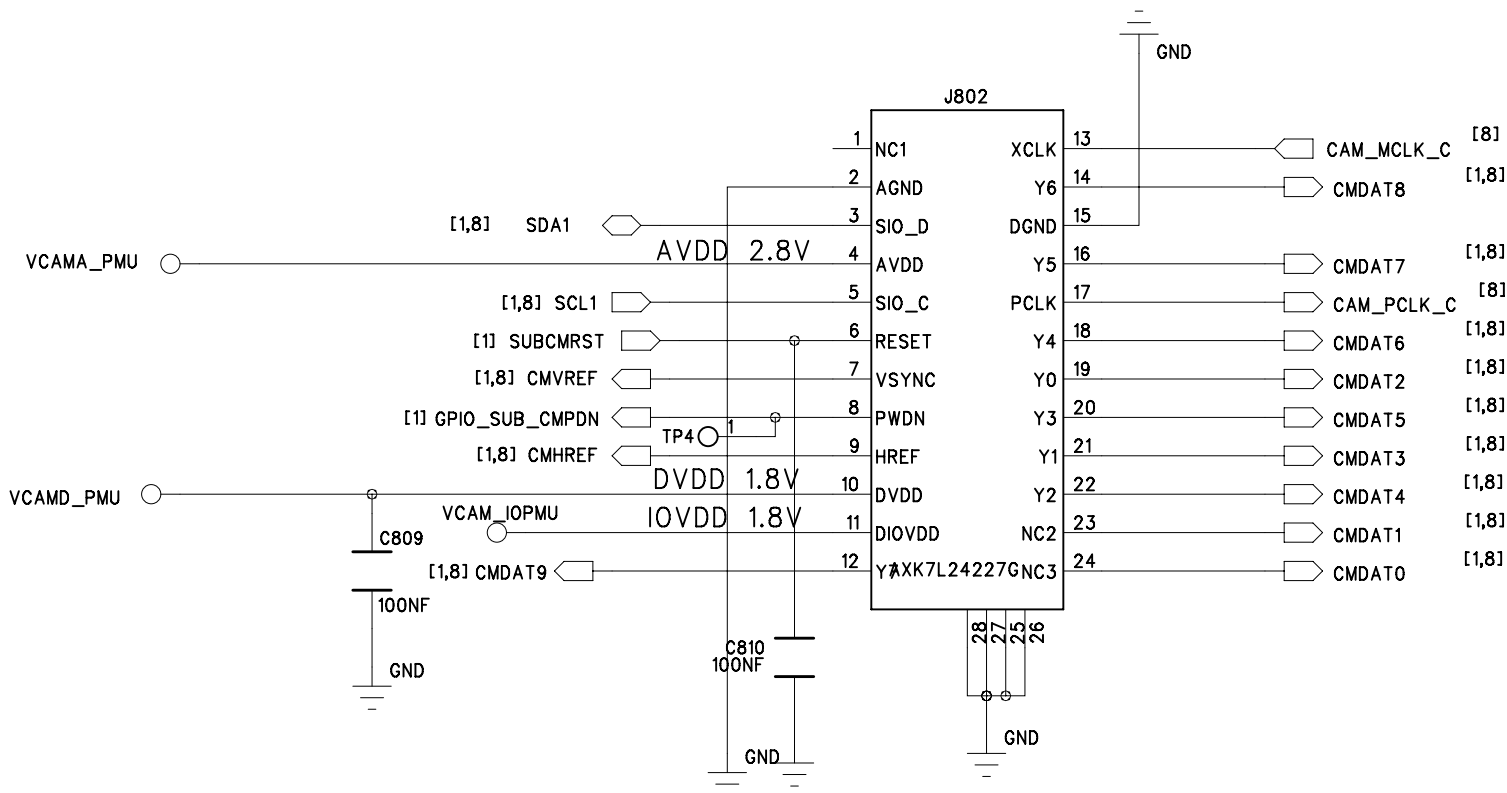 GND
J802
1 NC1 XCLK 13 CAM_MCLK_C [8]
2 AGND Y6 14 CMDAT8 [1,8]
[1,8] SDA1 3 SIO_D DGND 15
VCAMA_PMU AVDD 2.8V 4 AVDD Y5 16 CMDAT7 [1,8]
[1,8] SCL1 5 SIO_C PCLK 17 CAM_PCLK_C [8]
[1] SUBCMRST 6 RESET Y4 18 CMDAT6 [1,8]
[1,8] CMVREF 7 VSYNC Y0 19 CMDAT2 [1,8]
[1] GPIO_SUB_CMPDN 8 PWDN Y3 20 CMDAT5 [1,8]
TP4 1
[1,8] CMHREF 9 HREF Y1 21 CMDAT3 [1,8]
VCAMD_PMU DVDD 1.8V 10 DVDD Y2 22 CMDAT4 [1,8]
VCAM_IOPMU IOVDD 1.8V 11 DIOVDD NC2 23 CMDAT1 [1,8]
C809
[1,8] CMDAT9 12 Y7 AXK7L24227G NC3 24 CMDAT0 [1,8]
100NF
28 27 25 26
C810
100NF
GND
GND
GND